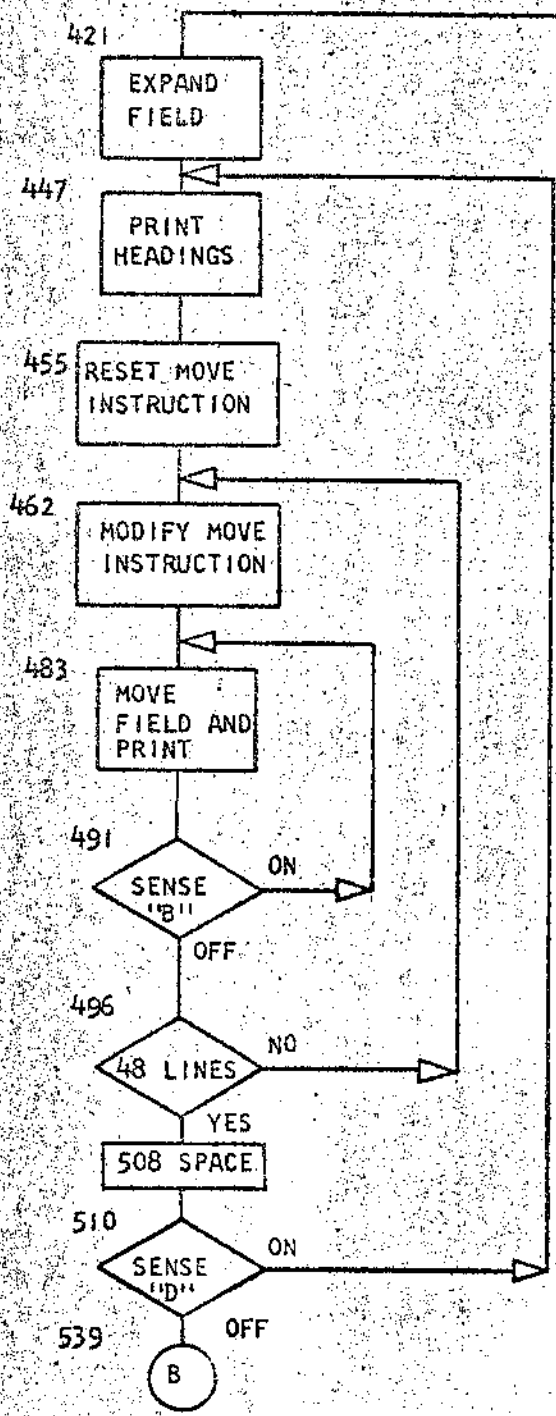 421
EXPAND
FIELD
447
PRINT
HEADINGS
455
RESET MOVE
INSTRUCTION
462
MODIFY MOVE
INSTRUCTION
483
MOVE
FIELD AND
PRINT
491
SENSE
"B"
ON
OFF
496
48 LINES
NO
YES
508 SPACE
510
SENSE
"D"
ON
OFF
539
B